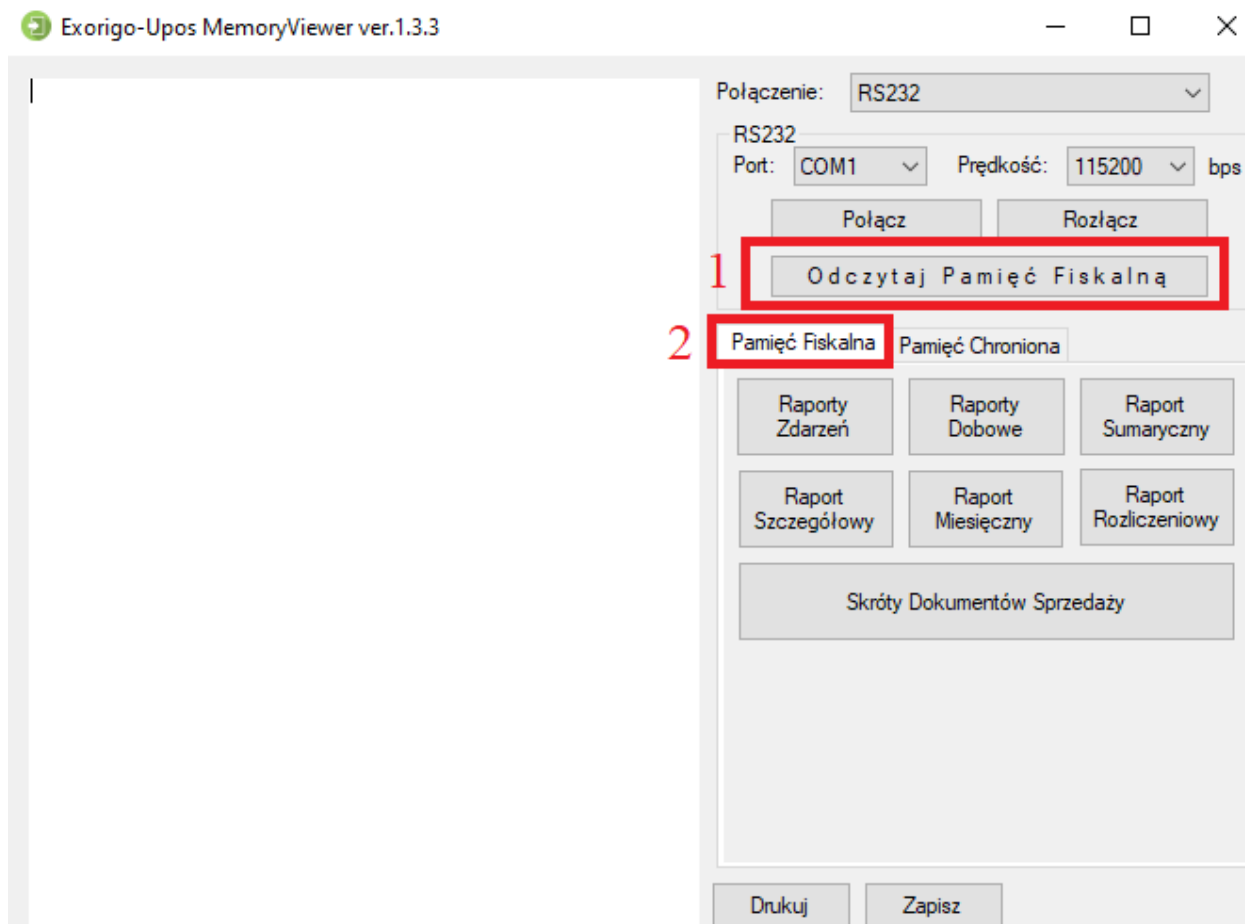 Exorigo-Upos MemoryViewer ver.1.3.3
Połączenie: RS232
RS232
Port: COM1 Prędkość: 115200 bps
Połącz Rozłącz
1 Odczytaj Pamięć Fiskalną
2 Pamięć Fiskalna Pamięć Chroniona
Raporty Zdarzeń
Raporty Dobowe
Raport Sumaryczny
Raport Szczegółowy
Raport Miesięczny
Raport Rozliczeniowy
Skróty Dokumentów Sprzedaży
Drukuj Zapisz